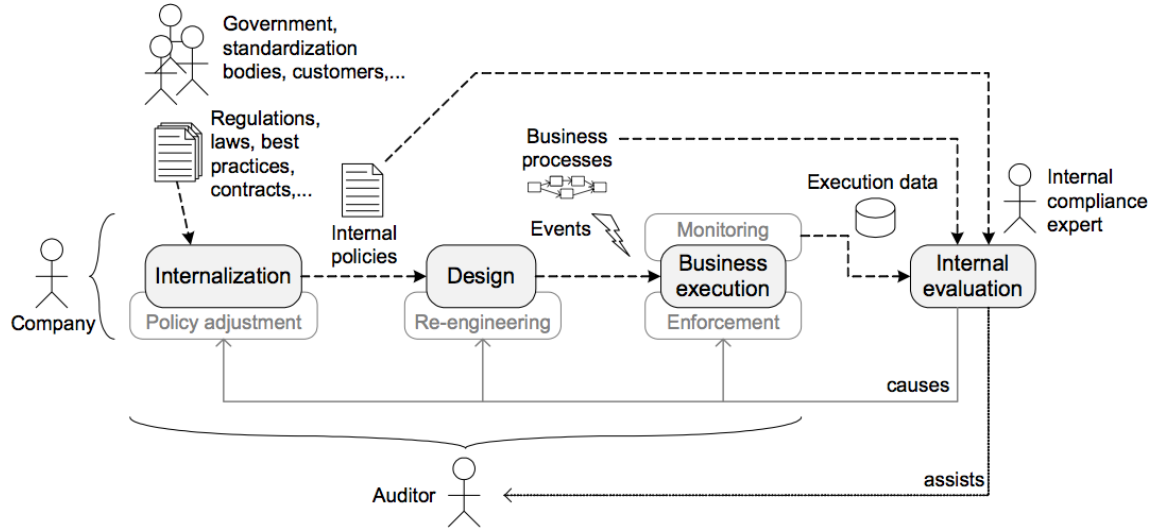 Government,
standardization
bodies, customers,...
Regulations,
laws, best
practices,
contracts,...
Business
processes
Execution data
Internal
compliance
expert
Internal
policies
Events
Monitoring
Company
Internalization
Design
Business
execution
Internal
evaluation
Policy adjustment
Re-engineering
Enforcement
causes
Auditor
assists